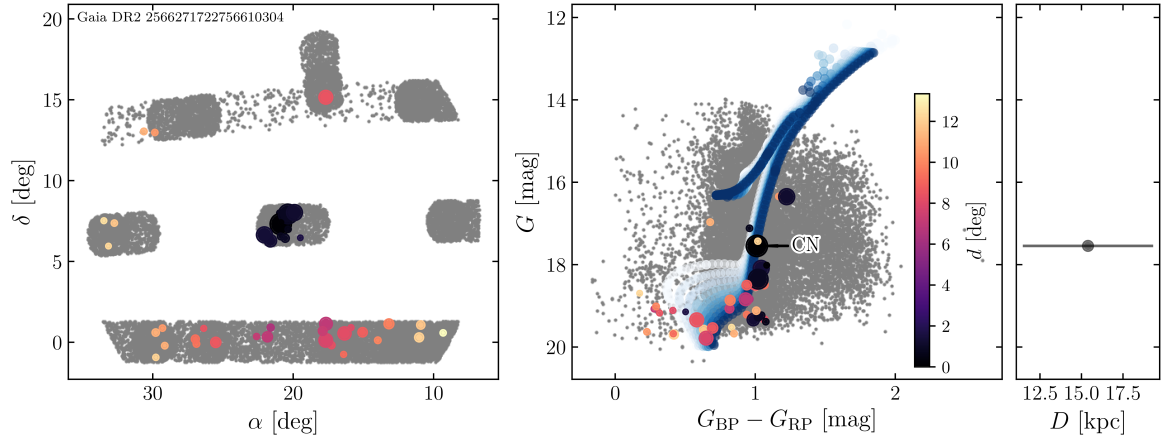 Gaia DR2 2566271722756610304
20
15
10
5
0
δ [deg]
30
20
10
α [deg]
12
14
16
18
20
G [mag]
CN
0
1
2
G_BP − G_RP [mag]
12
10
8
6
4
2
0
d [deg]
12.5 15.0 17.5
D [kpc]